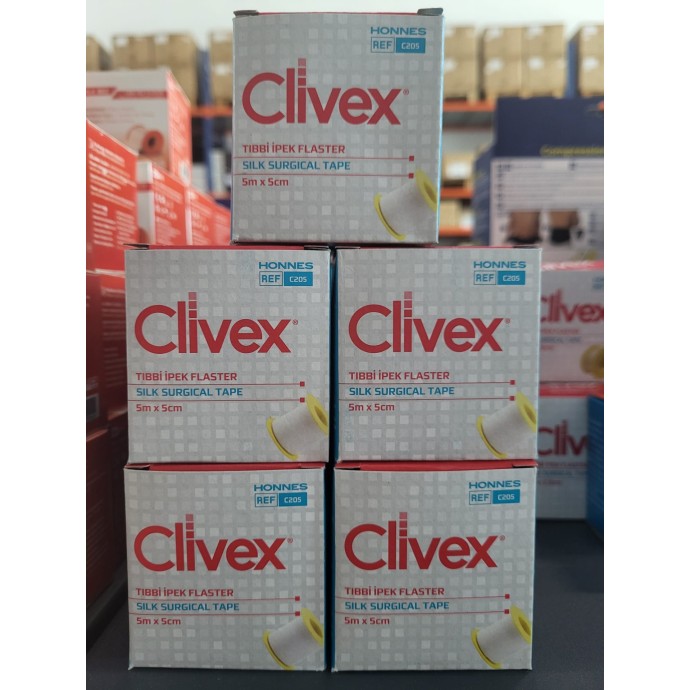 HONNES
REF C205
Clivex®
TIBBİ İPEK FLASTER
SILK SURGICAL TAPE
5m x 5cm
HONNES
REF C205
Clivex®
TIBBİ İPEK FLASTER
SILK SURGICAL TAPE
5m x 5cm
HONNES
REF C205
Clivex®
TIBBİ İPEK FLASTER
SILK SURGICAL TAPE
5m x 5cm
HONNES
REF C205
Clivex®
TIBBİ İPEK FLASTER
SILK SURGICAL TAPE
5m x 5cm
HONNES
REF C205
Clivex®
TIBBİ İPEK FLASTER
SILK SURGICAL TAPE
5m x 5cm